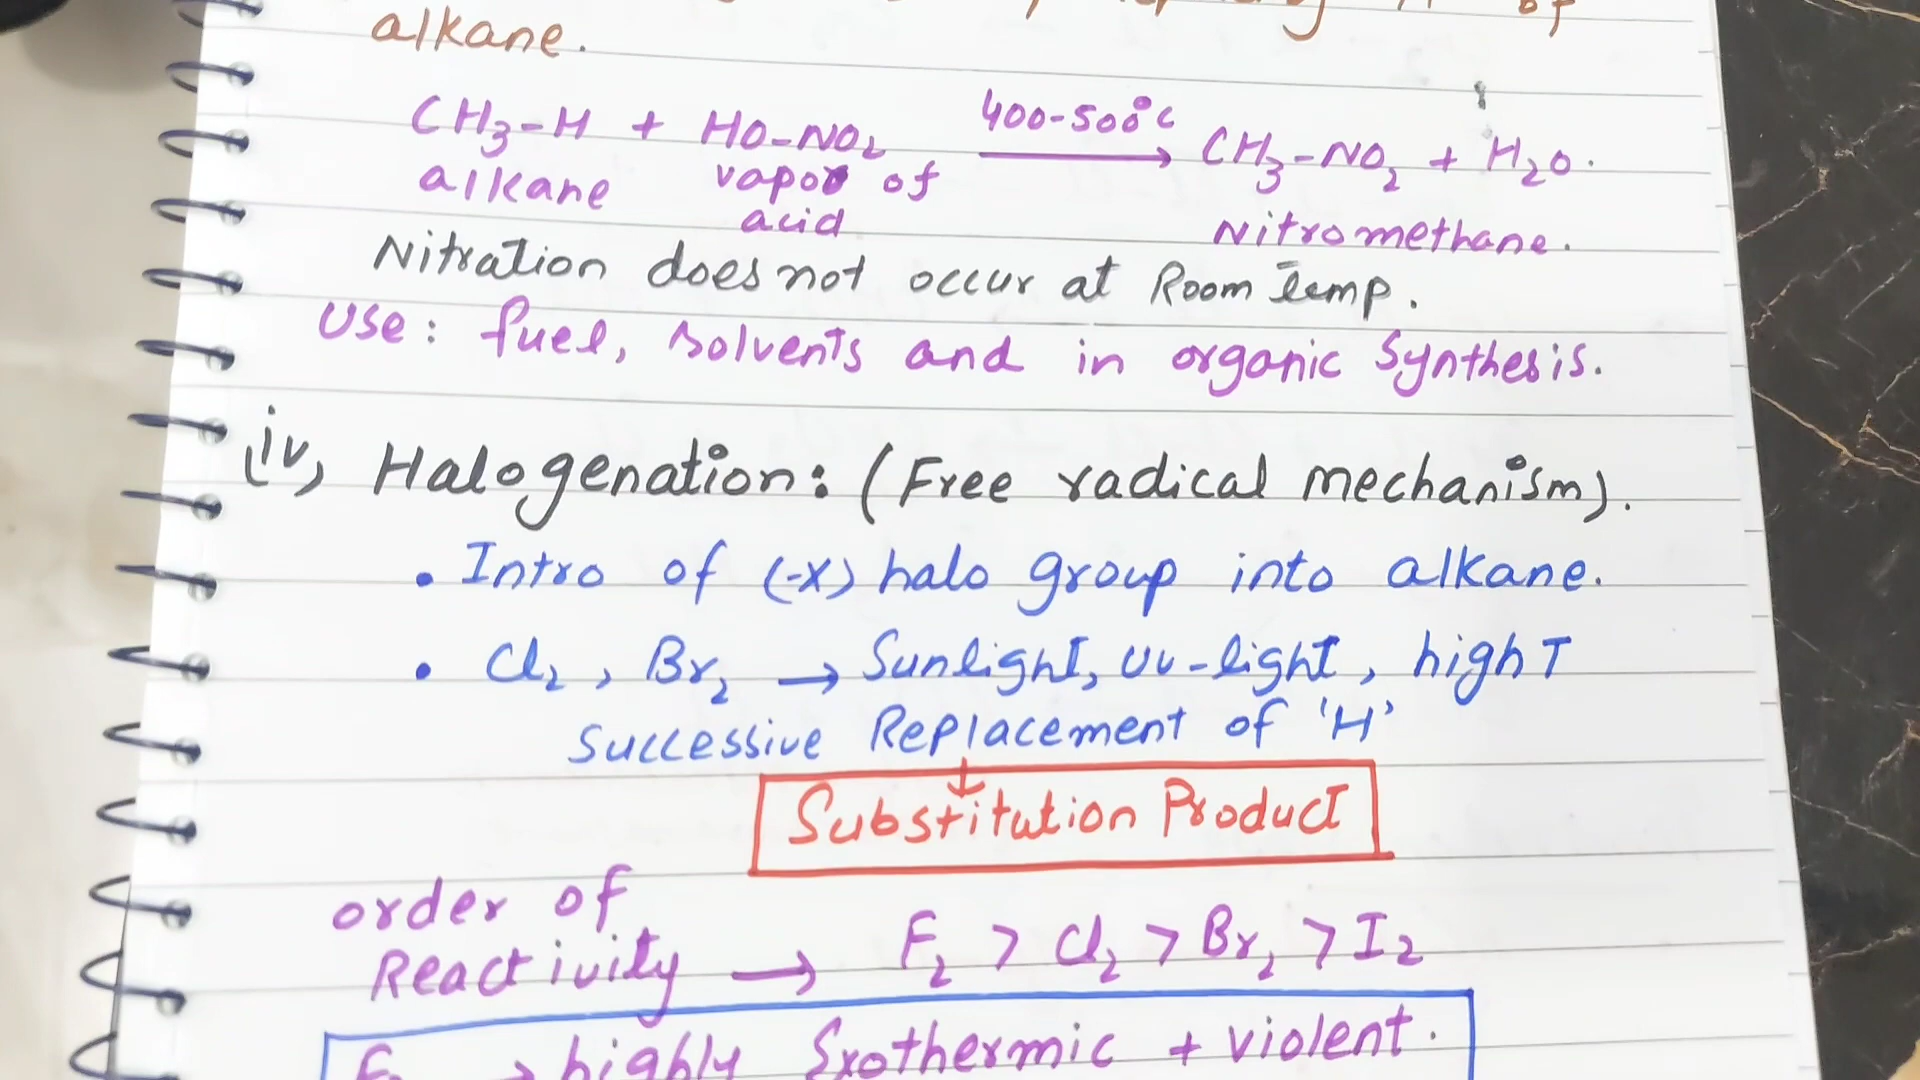 of
alkane.
CH₃-H + HO-NO₂ 400-500°C → CH₃-NO₂ + H₂O.
alkane vapor of acid Nitromethane.
Nitration does not occur at Room Temp.
Use: fuel, solvents and in organic synthesis.
(iv) Halogenation: (Free radical mechanism).
• Intro of (-X) halo group into alkane.
• Cl₂, Br₂ → Sunlight, UV-light, high T
Successive Replacement of 'H'
↓
Substitution Product
order of
Reactivity → F₂ > Cl₂ > Br₂ > I₂
F₂ → highly Exothermic + violent.